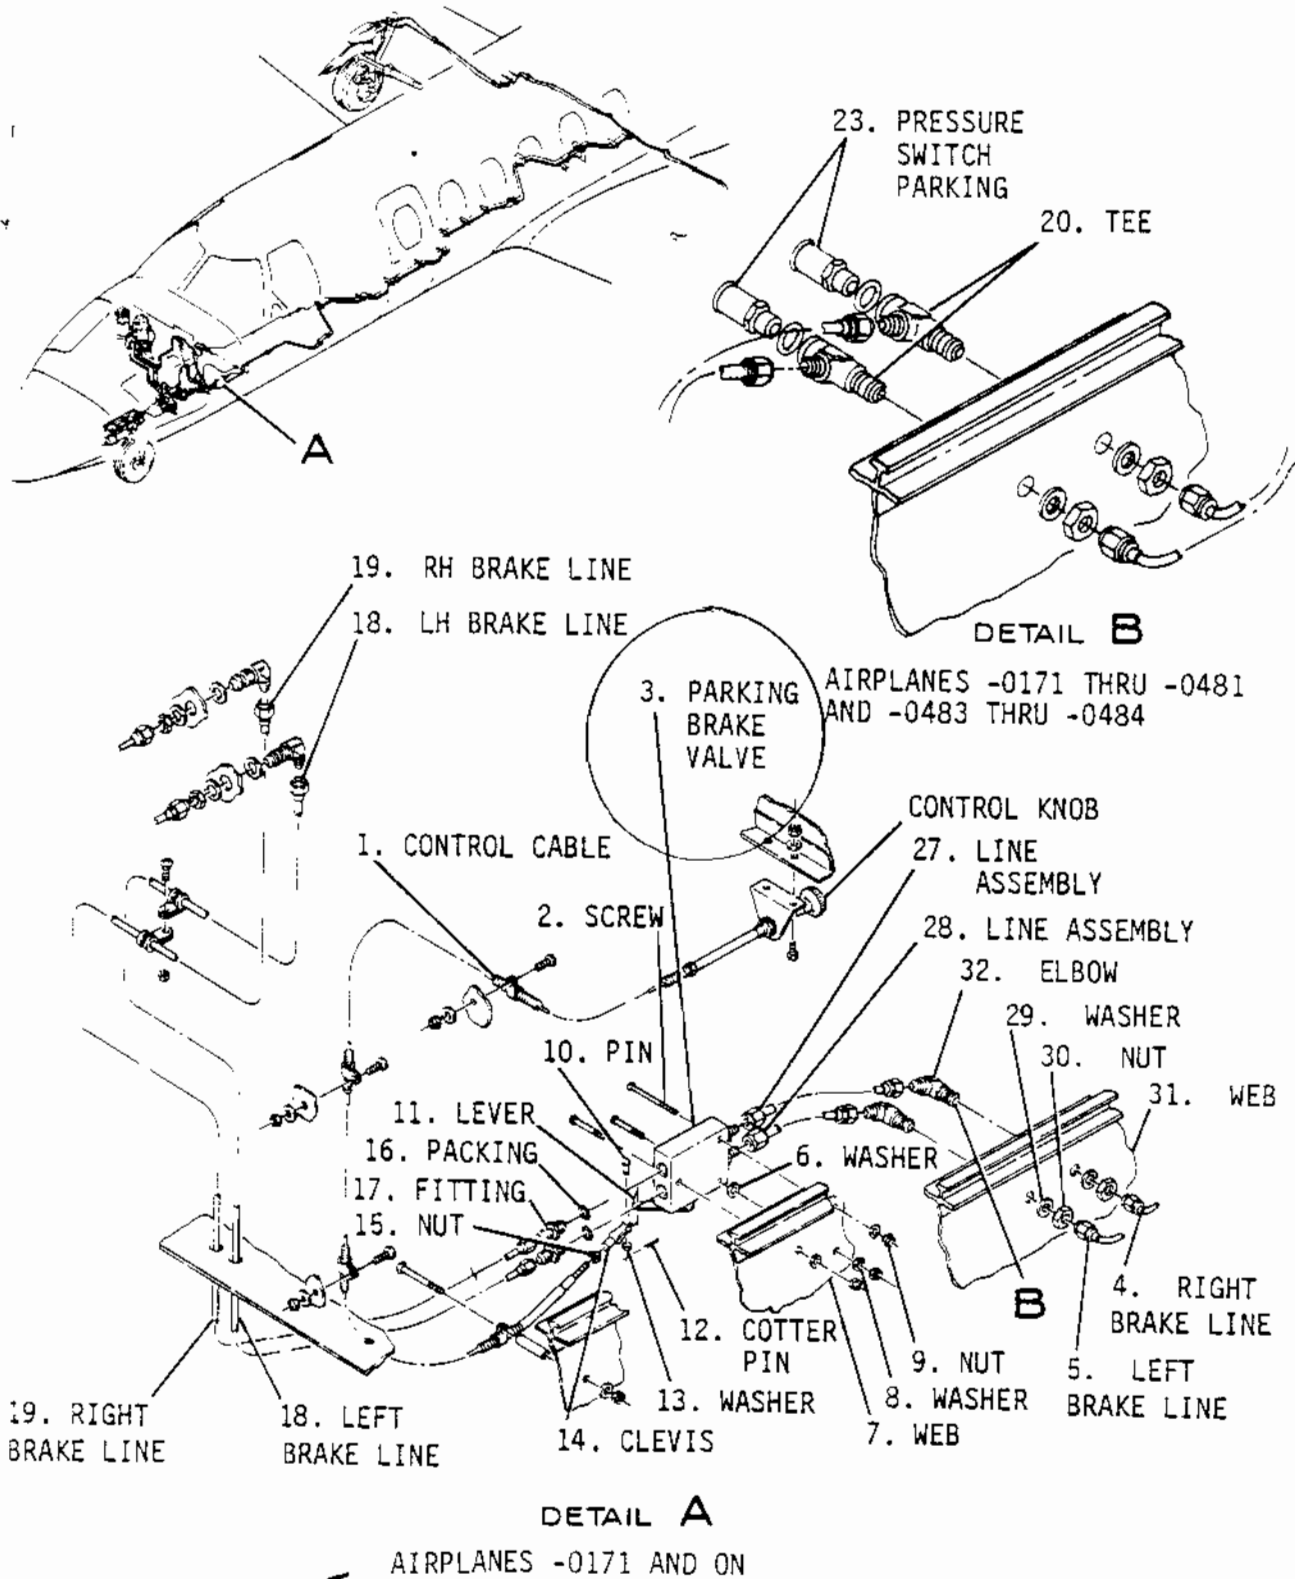 23. PRESSURE
SWITCH
PARKING
20. TEE
A
19. RH BRAKE LINE
18. LH BRAKE LINE
DETAIL B
AIRPLANES -0171 THRU -0481
AND -0483 THRU -0484
3. PARKING
BRAKE
VALVE
CONTROL KNOB
1. CONTROL CABLE
27. LINE
ASSEMBLY
2. SCREW
28. LINE ASSEMBLY
32. ELBOW
29. WASHER
30. NUT
31. WEB
10. PIN
11. LEVER
16. PACKING
6. WASHER
17. FITTING
15. NUT
B
4. RIGHT
BRAKE LINE
12. COTTER
PIN
9. NUT
5. LEFT
BRAKE LINE
13. WASHER
8. WASHER
19. RIGHT
BRAKE LINE
18. LEFT
BRAKE LINE
14. CLEVIS
7. WEB
DETAIL A
AIRPLANES -0171 AND ON